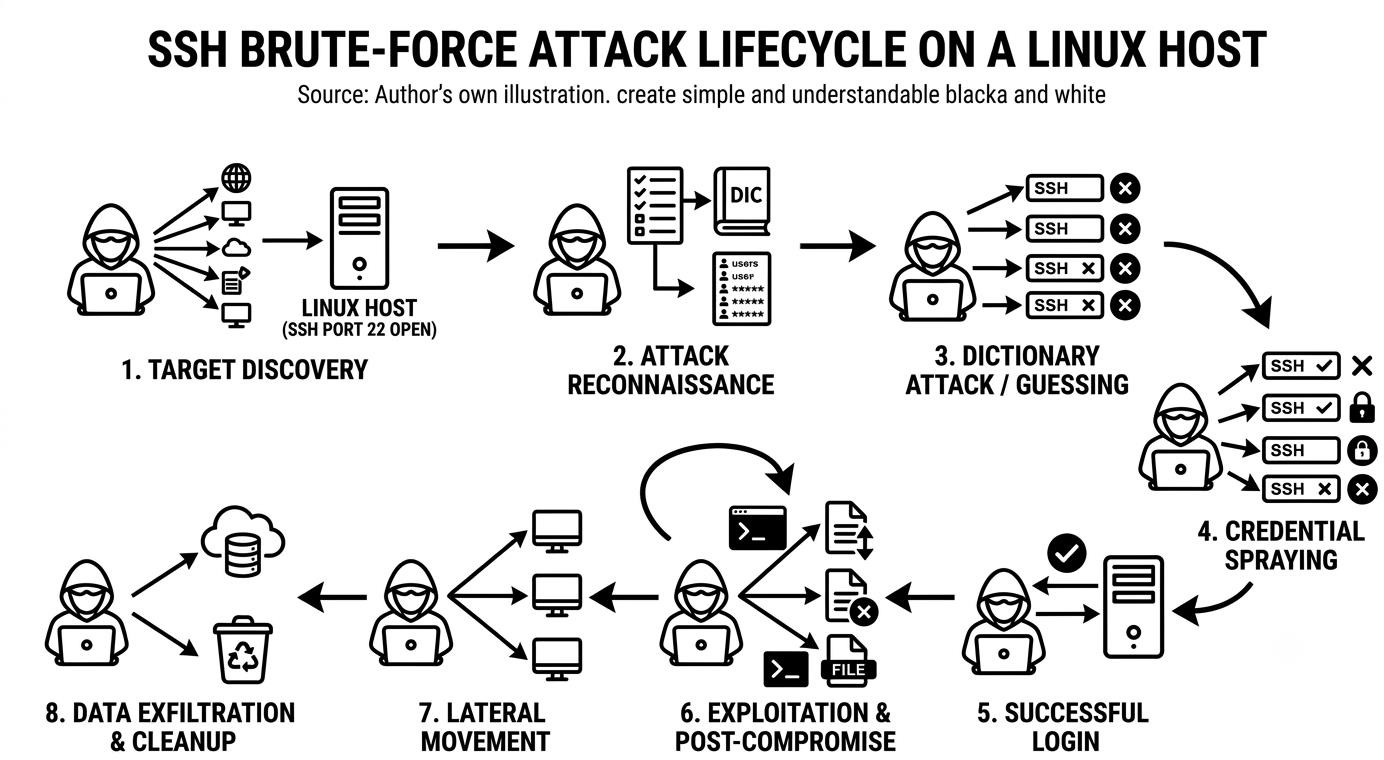 SSH BRUTE-FORCE ATTACK LIFECYCLE ON A LINUX HOST
Source: Author's own illustration. create simple and understandable blacka and white
LINUX HOST
(SSH PORT 22 OPEN)
1. TARGET DISCOVERY
DIC
users
user
*****
*****
*****
2. ATTACK
RECONNAISSANCE
SSH
SSH
SSH
SSH
3. DICTIONARY
ATTACK / GUESSING
SSH
SSH
SSH
SSH
4. CREDENTIAL
SPRAYING
5. SUCCESSFUL
LOGIN
>_
>_
FILE
6. EXPLOITATION &
POST-COMPROMISE
7. LATERAL
MOVEMENT
8. DATA EXFILTRATION
& CLEANUP